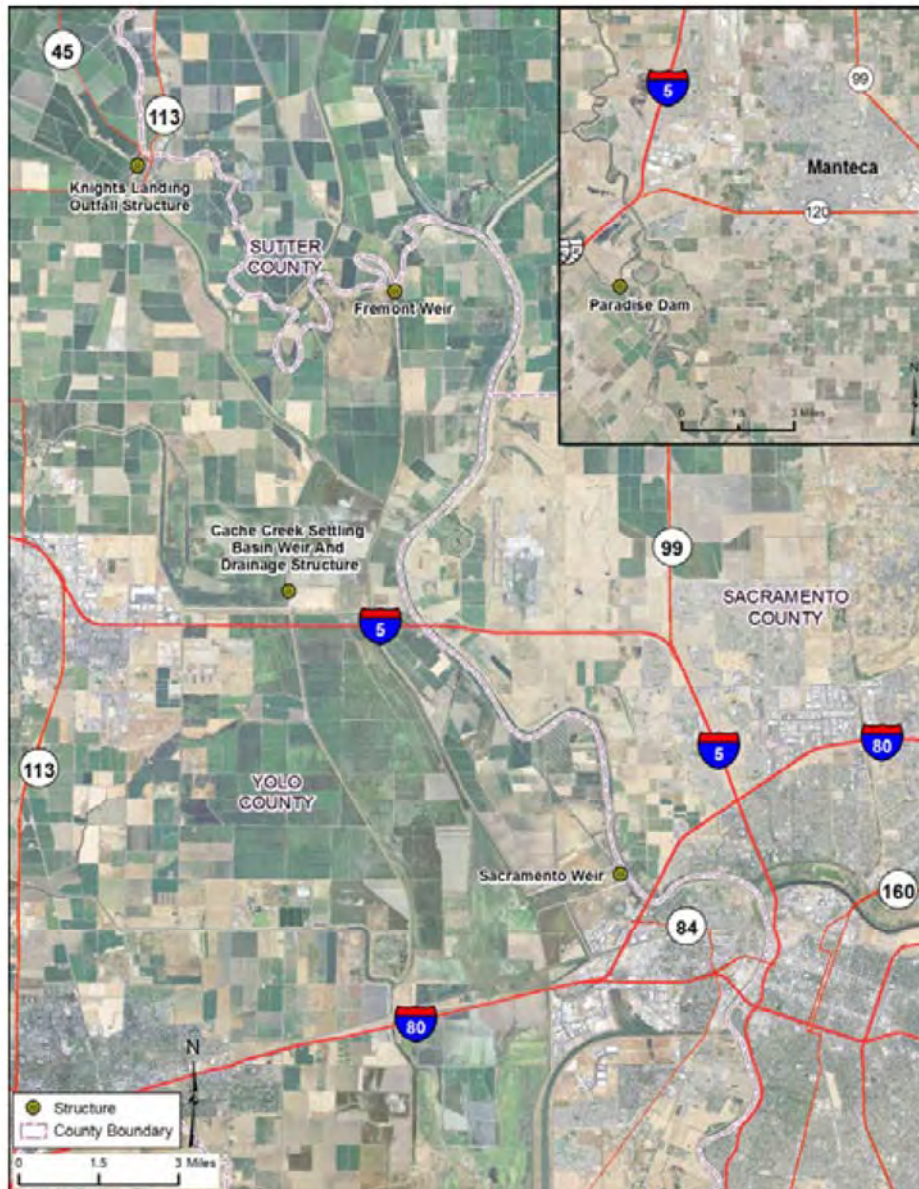 45
113
Knights Landing
Outfall Structure
SUTTER
COUNTY
Fremont Weir
5
99
Manteca
120
Paradise Dam
N
0 1.5 3 Miles
Cache Creek Settling
Basin Weir And
Drainage Structure
5
99
SACRAMENTO
COUNTY
113
YOLO
COUNTY
5
80
Sacramento Weir
160
84
80
N
Structure
County Boundary
0 1.5 3 Miles